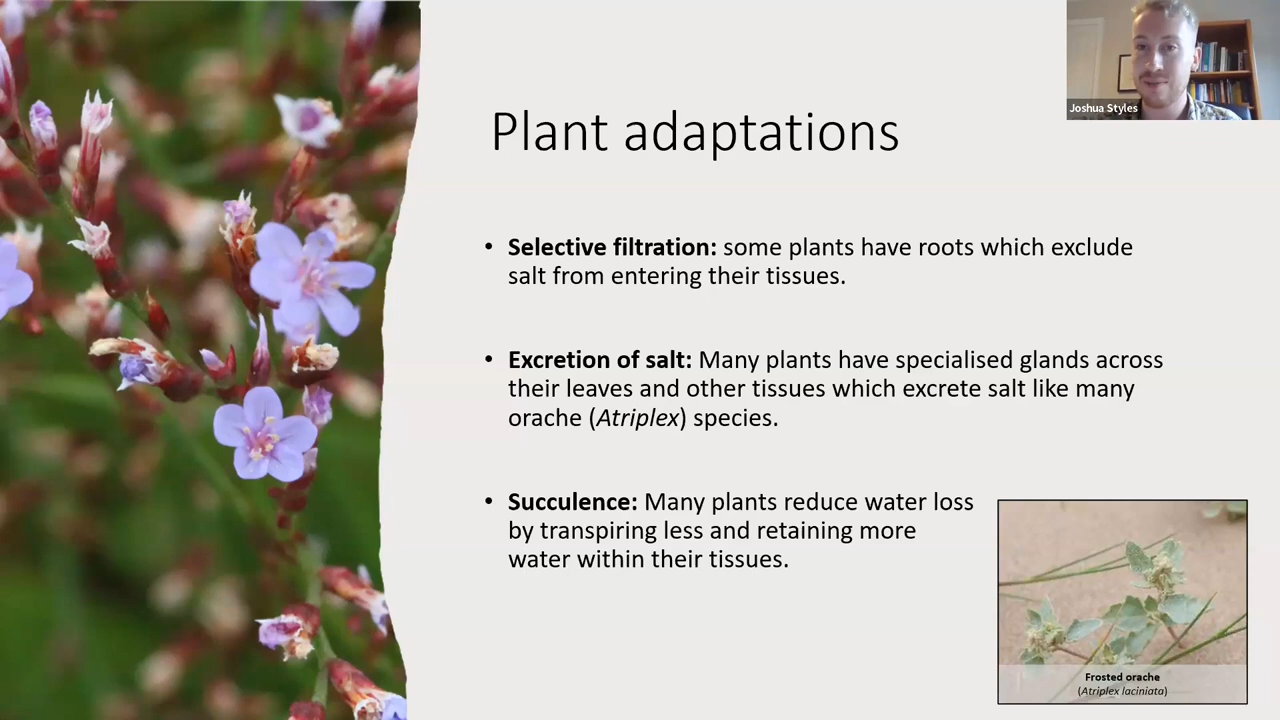 Joshua Styles
Plant adaptations
• Selective filtration: some plants have roots which exclude
salt from entering their tissues.
• Excretion of salt: Many plants have specialised glands across
their leaves and other tissues which excrete salt like many
orache (Atriplex) species.
• Succulence: Many plants reduce water loss
by transpiring less and retaining more
water within their tissues.
Frosted orache
(Atriplex laciniata)